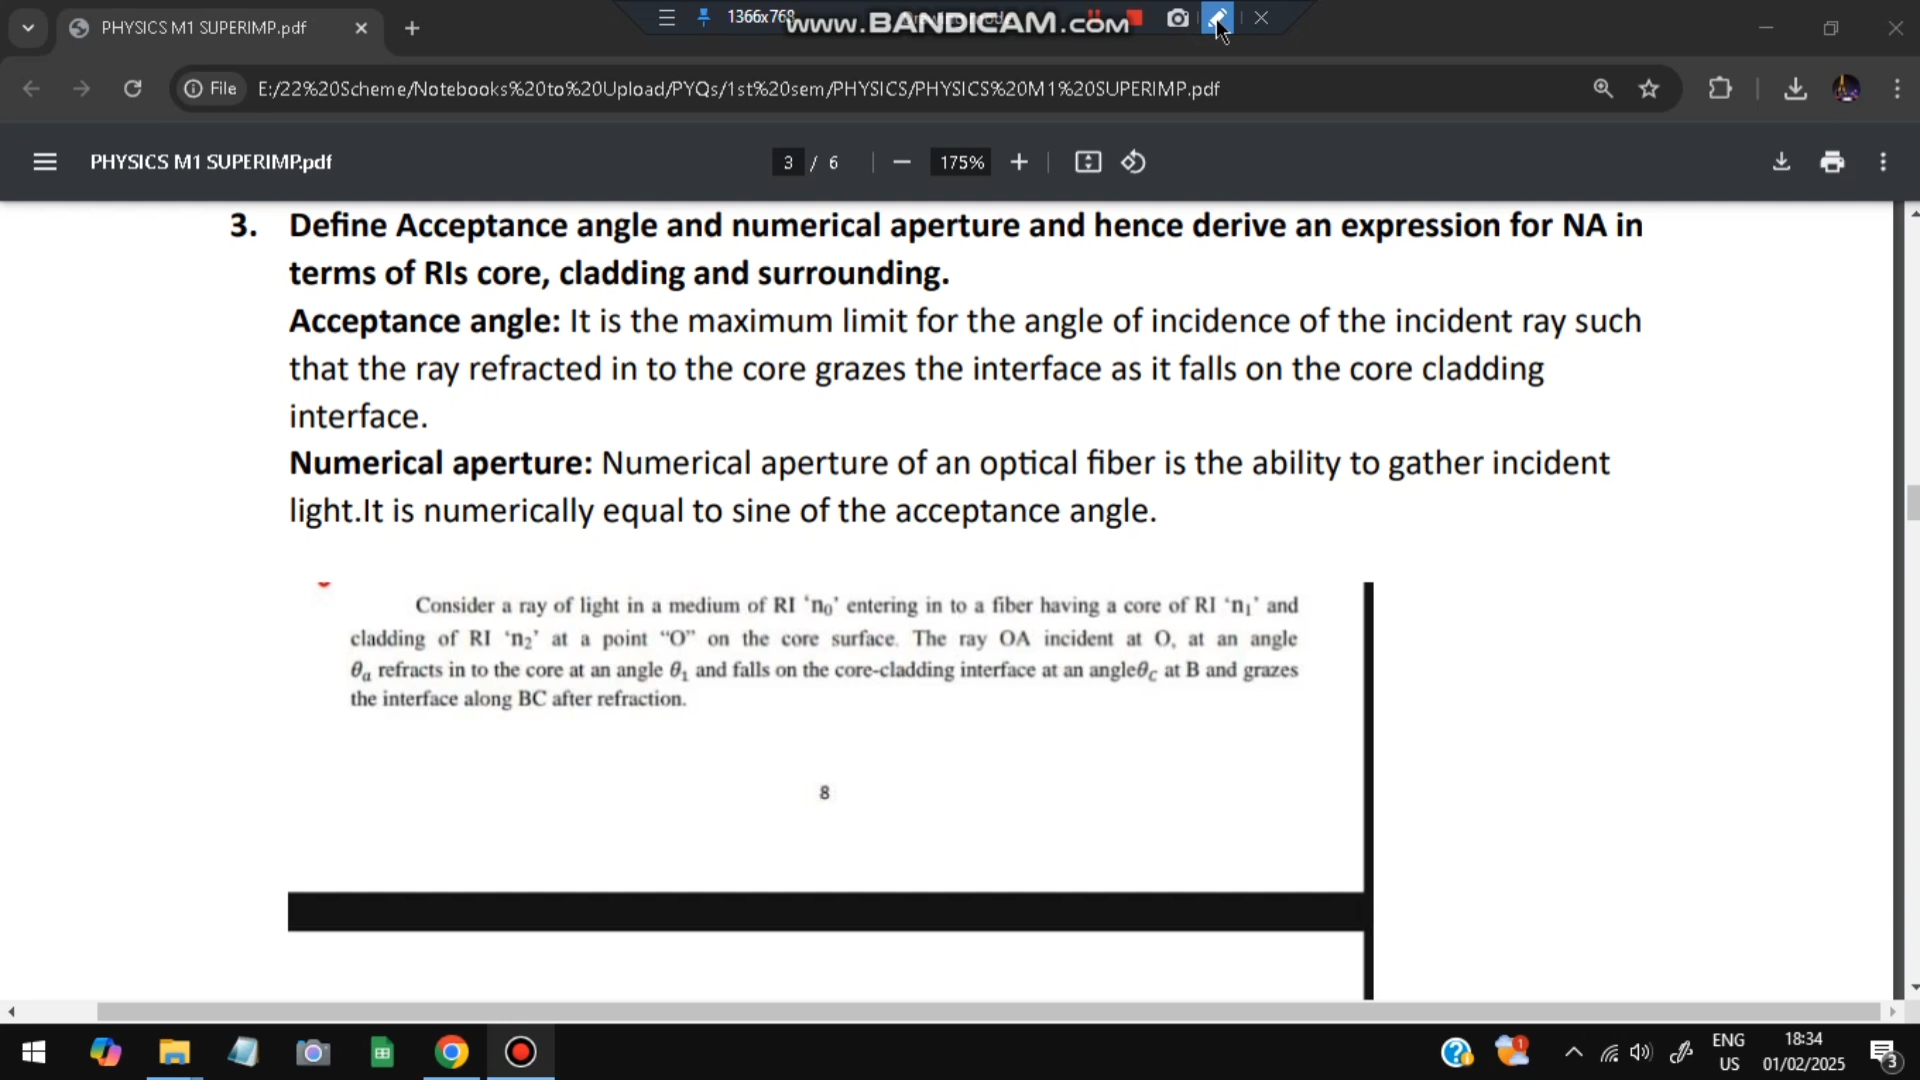 PHYSICS M1 SUPERIMP.pdf
1366x768
www.BANDICAM.com
File
E:/22%20Scheme/Notebooks%20to%20Upload/PYQs/1st%20sem/PHYSICS/PHYSICS%20M1%20SUPERIMP.pdf
PHYSICS M1 SUPERIMP.pdf
3 / 6
175%
3. Define Acceptance angle and numerical aperture and hence derive an expression for NA in
terms of RIs core, cladding and surrounding.
Acceptance angle: It is the maximum limit for the angle of incidence of the incident ray such
that the ray refracted in to the core grazes the interface as it falls on the core cladding
interface.
Numerical aperture: Numerical aperture of an optical fiber is the ability to gather incident
light.It is numerically equal to sine of the acceptance angle.
Consider a ray of light in a medium of RI ‘n₀’ entering in to a fiber having a core of RI ‘n₁’ and
cladding of RI ‘n₂’ at a point “O” on the core surface. The ray OA incident at O, at an angle
θₐ refracts in to the core at an angle θ₁ and falls on the core-cladding interface at an angleθ_C at B and grazes
the interface along BC after refraction.
8
1
ENG
US
18:34
01/02/2025
3